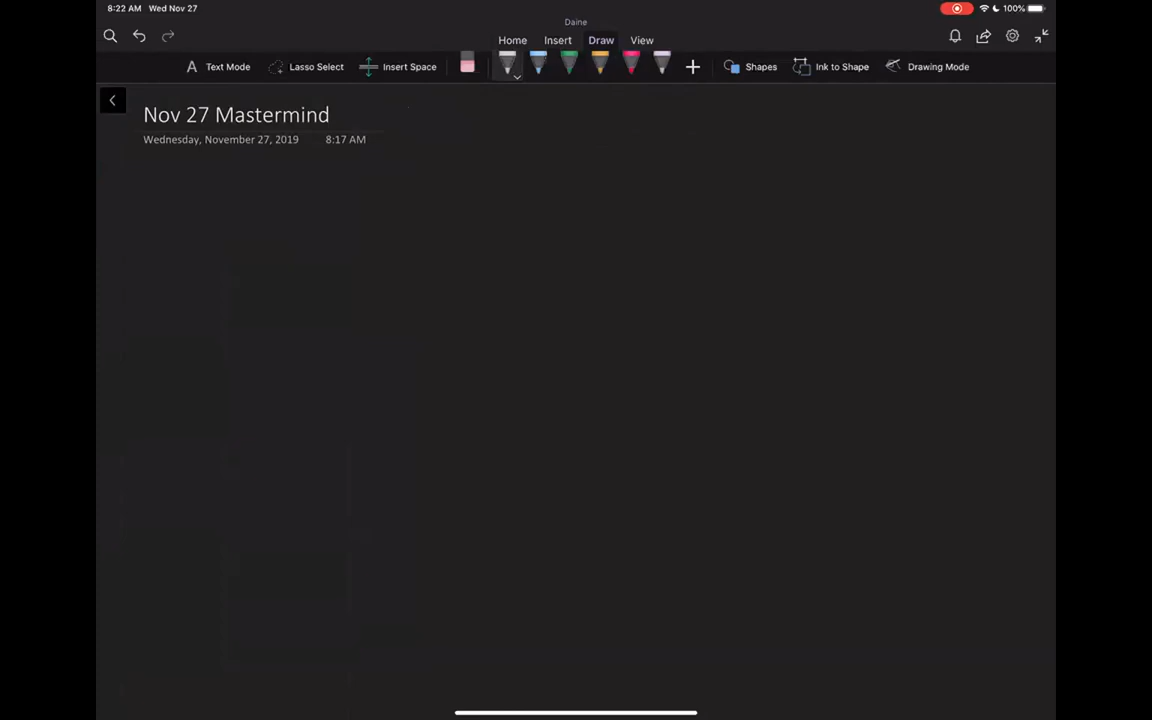 8:22 AM Wed Nov 27 100%
Daine
Home Insert Draw View
Text Mode Lasso Select Insert Space Shapes Ink to Shape Drawing Mode
Nov 27 Mastermind
Wednesday, November 27, 2019 8:17 AM